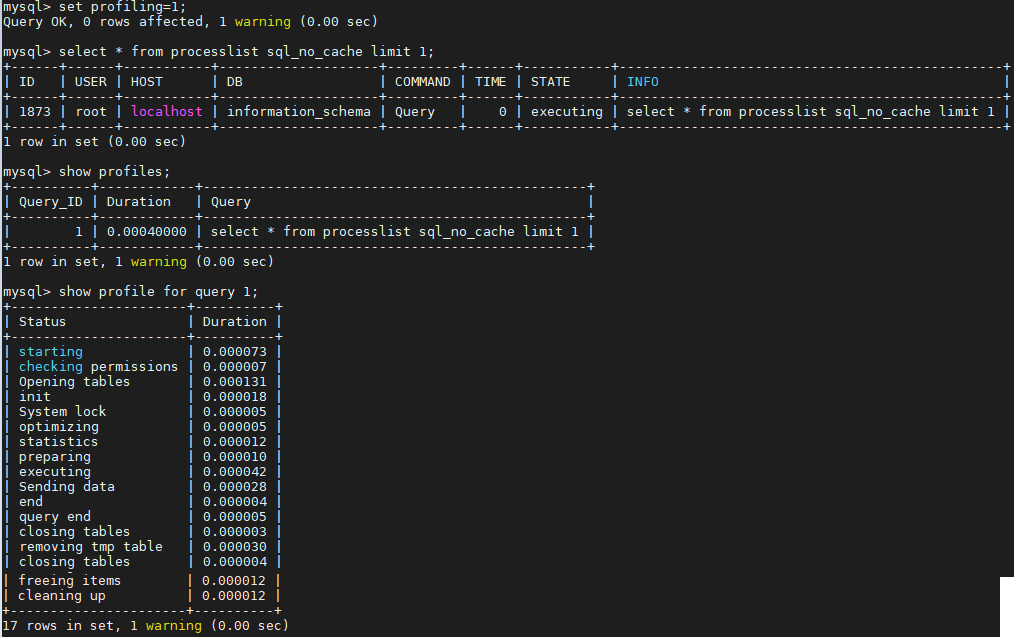 mysql> set profiling=1;
Query OK, 0 rows affected, 1 warning (0.00 sec)
mysql> select * from processlist sql_no_cache limit 1;
+------+------+-----------+--------------------+---------+------+-----------+------------------------------------------------+
| ID   | USER | HOST      | DB                 | COMMAND | TIME | STATE     | INFO                                           |
+------+------+-----------+--------------------+---------+------+-----------+------------------------------------------------+
| 1873 | root | localhost | information_schema | Query   |    0 | executing | select * from processlist sql_no_cache limit 1 |
+------+------+-----------+--------------------+---------+------+-----------+------------------------------------------------+
1 row in set (0.00 sec)
mysql> show profiles;
+----------+------------+------------------------------------------------+
| Query_ID | Duration   | Query                                          |
+----------+------------+------------------------------------------------+
|        1 | 0.00040000 | select * from processlist sql_no_cache limit 1 |
+----------+------------+------------------------------------------------+
1 row in set, 1 warning (0.00 sec)
mysql> show profile for query 1;
+----------------------+----------+
| Status               | Duration |
+----------------------+----------+
| starting             | 0.000073 |
| checking permissions | 0.000007 |
| Opening tables       | 0.000131 |
| init                 | 0.000018 |
| System lock          | 0.000005 |
| optimizing           | 0.000005 |
| statistics           | 0.000012 |
| preparing            | 0.000010 |
| executing            | 0.000042 |
| Sending data         | 0.000028 |
| end                  | 0.000004 |
| query end            | 0.000005 |
| closing tables       | 0.000003 |
| removing tmp table   | 0.000030 |
| closing tables       | 0.000004 |
| freeing items        | 0.000012 |
| cleaning up          | 0.000012 |
+----------------------+----------+
17 rows in set, 1 warning (0.00 sec)